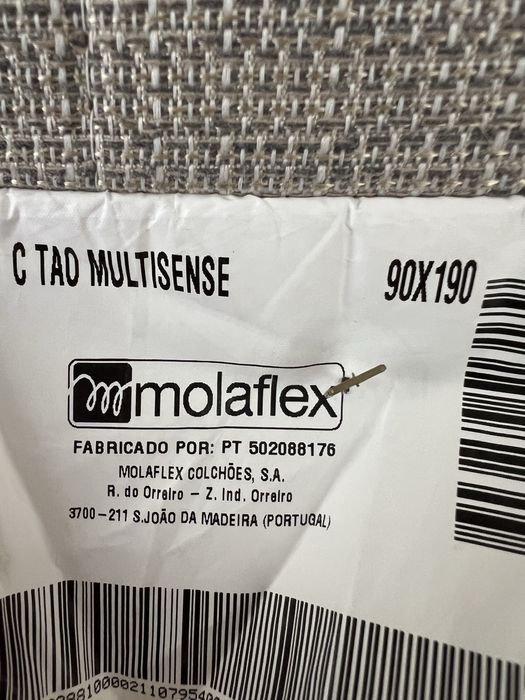 C TAO MULTISENSE 90X190
molaflex
FABRICADO POR: PT 502088176
MOLAFLEX COLCHÕES, S.A.
R. do Orreiro - Z. Ind. Orreiro
3700-211 S.JOÃO DA MADEIRA (PORTUGAL)